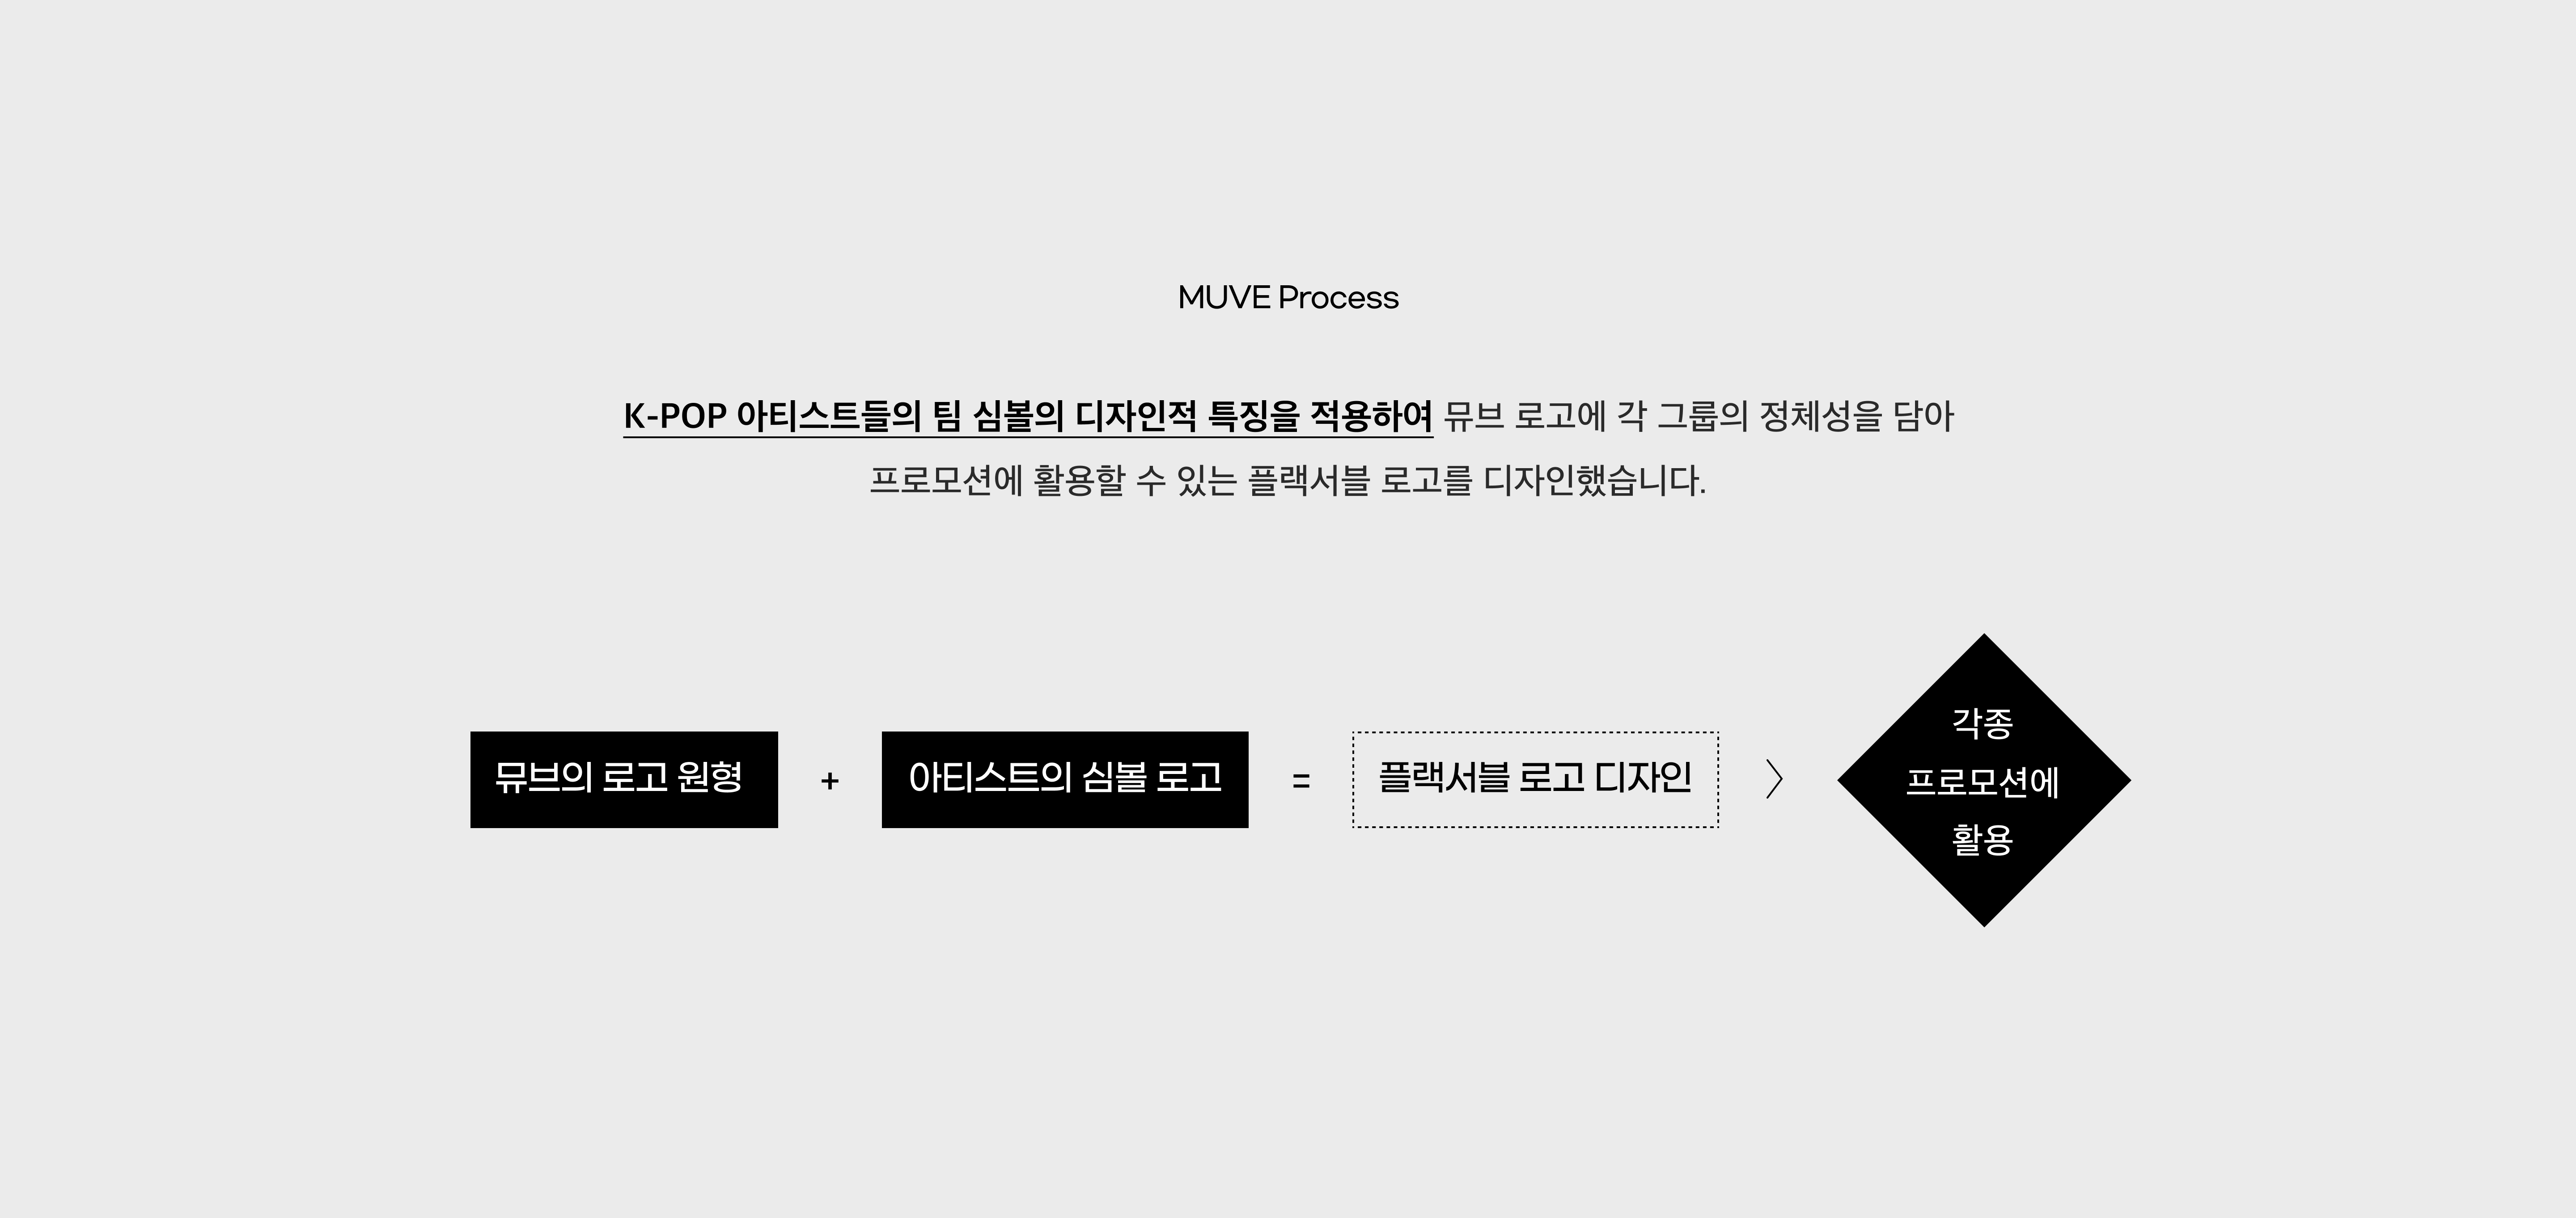 MUVE Process
K-POP 아티스트들의 팀 심볼의 디자인적 특징을 적용하여 뮤브 로고에 각 그룹의 정체성을 담아
프로모션에 활용할 수 있는 플랙서블 로고를 디자인했습니다.
뮤브의 로고 원형 + 아티스트의 심볼 로고 = 플랙서블 로고 디자인 〉
각종
프로모션에
활용